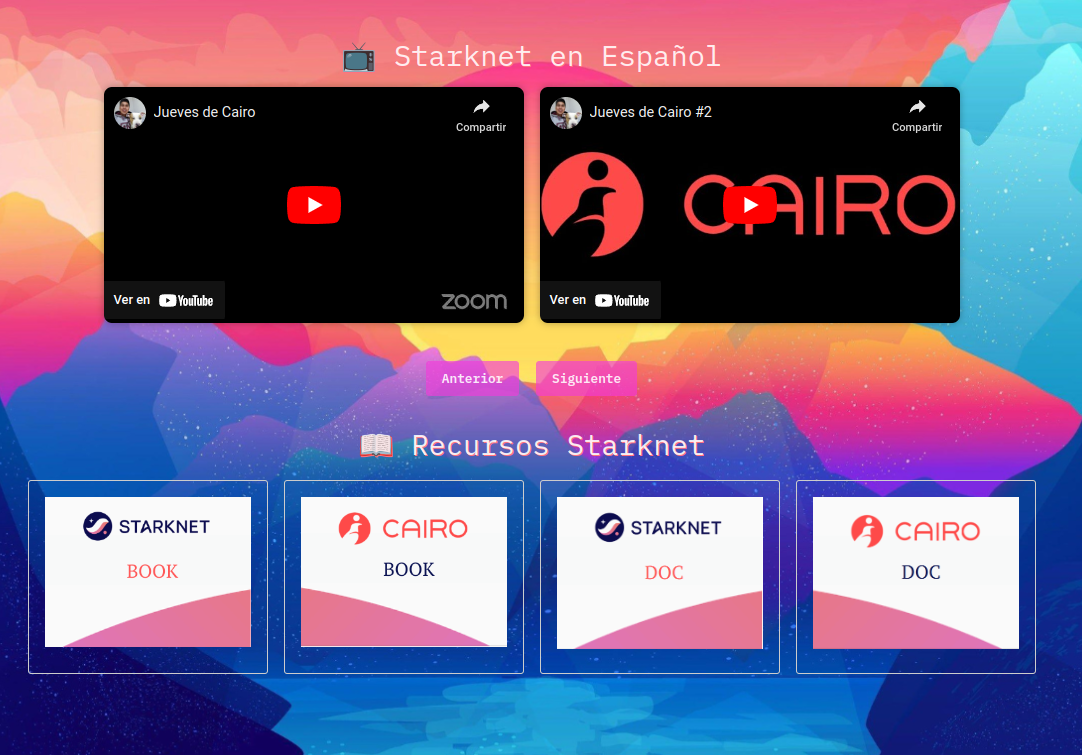 📺 Starknet en Español
Jueves de Cairo
Compartir
Ver en YouTube
zoom
Jueves de Cairo #2
Compartir
CAIRO
Ver en YouTube
Anterior
Siguiente
📖 Recursos Starknet
STARKNET
BOOK
CAIRO
BOOK
STARKNET
DOC
CAIRO
DOC